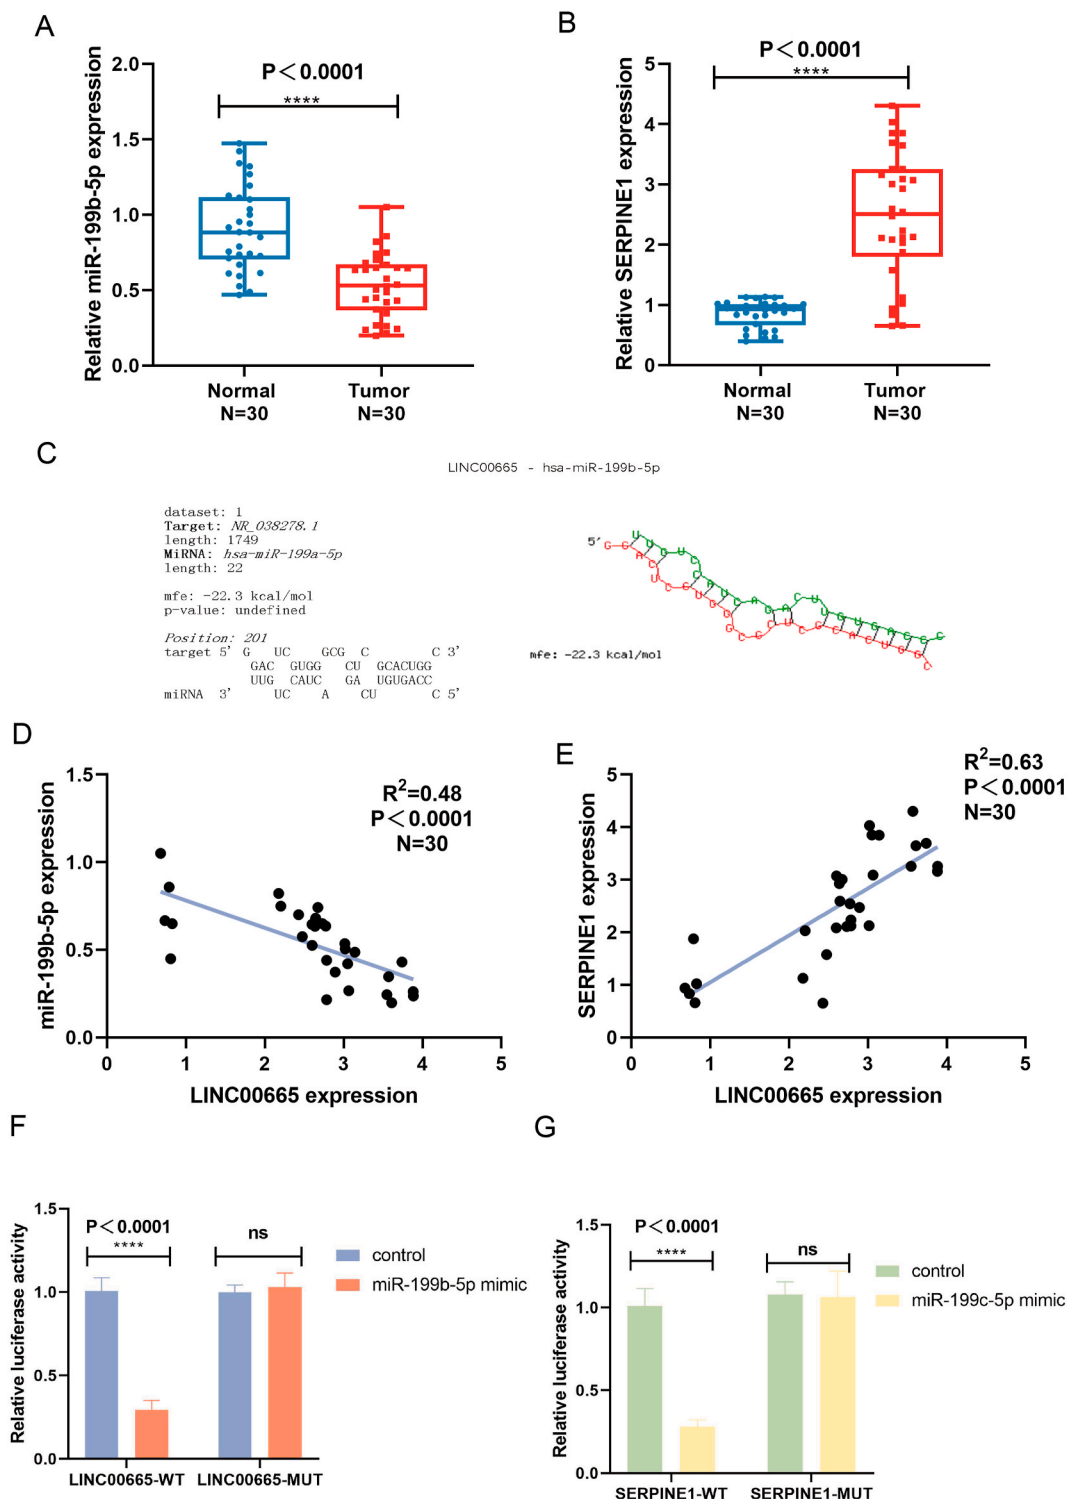 A
P＜0.0001
****
Relative miR-199b-5p expression
2.0
1.5
1.0
0.5
0.0
Normal
N=30
Tumor
N=30
B
P＜0.0001
****
Relative SERPINE1 expression
5
4
3
2
1
0
Normal
N=30
Tumor
N=30
C
LINC00665 - hsa-miR-199b-5p
dataset: 1
Target: NR_038278.1
length: 1749
MiRNA: hsa-miR-199a-5p
length: 22
mfe: -22.3 kcal/mol
p-value: undefined
Position: 201
target 5' G UC GCG C C 3'
GAC GUGG CU GCACUGG
UUG CAUC GA UGUGACC
miRNA 3' UC A CU C 5'
5'
mfe: -22.3 kcal/mol
D
miR-199b-5p expression
1.5
1.0
0.5
0.0
R²=0.48
P＜0.0001
N=30
0 1 2 3 4 5
LINC00665 expression
E
SERPINE1 expression
5
4
3
2
1
0
R²=0.63
P＜0.0001
N=30
0 1 2 3 4 5
LINC00665 expression
F
Relative luciferase activity
1.5
1.0
0.5
0.0
P＜0.0001
****
ns
control
miR-199b-5p mimic
LINC00665-WT LINC00665-MUT
G
Relative luciferase activity
1.5
1.0
0.5
0.0
P＜0.0001
****
ns
control
miR-199c-5p mimic
SERPINE1-WT SERPINE1-MUT